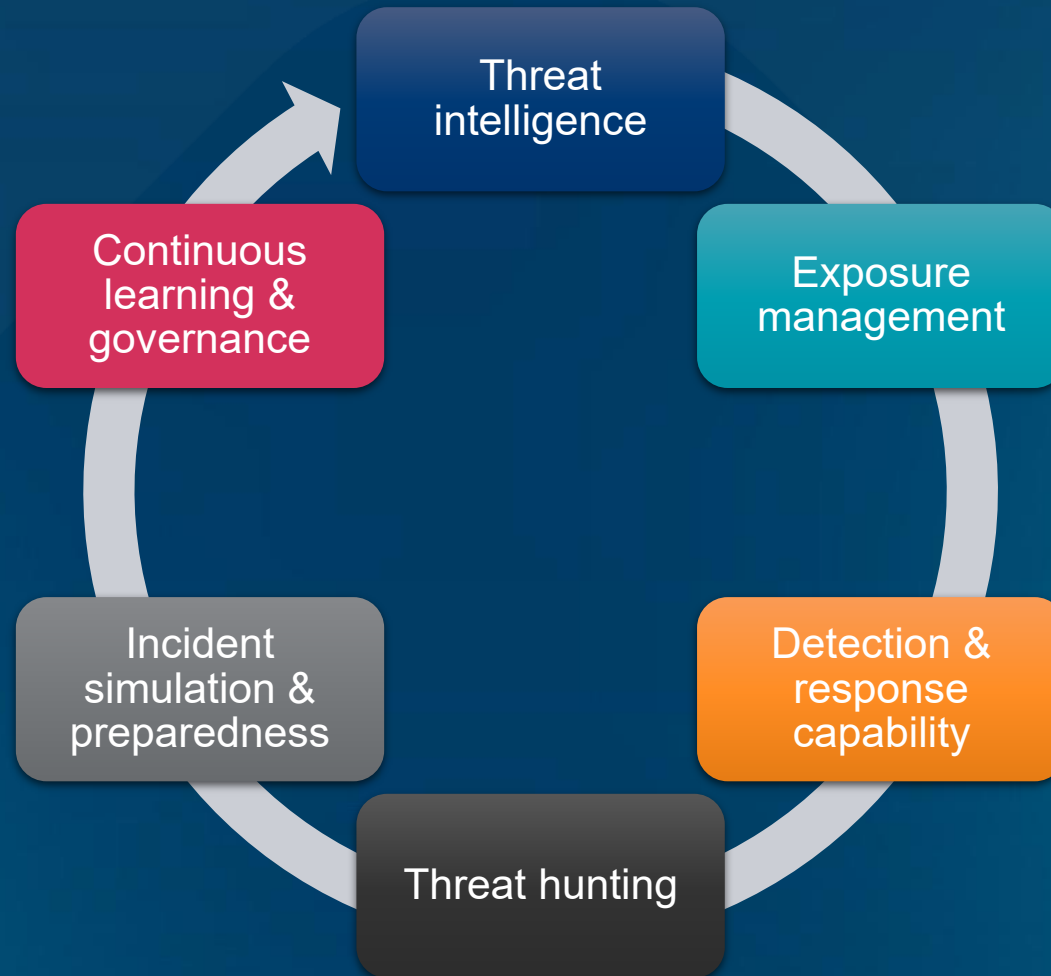 Threat
intelligence
Exposure
management
Detection &
response
capability
Threat hunting
Incident
simulation &
preparedness
Continuous
learning &
governance